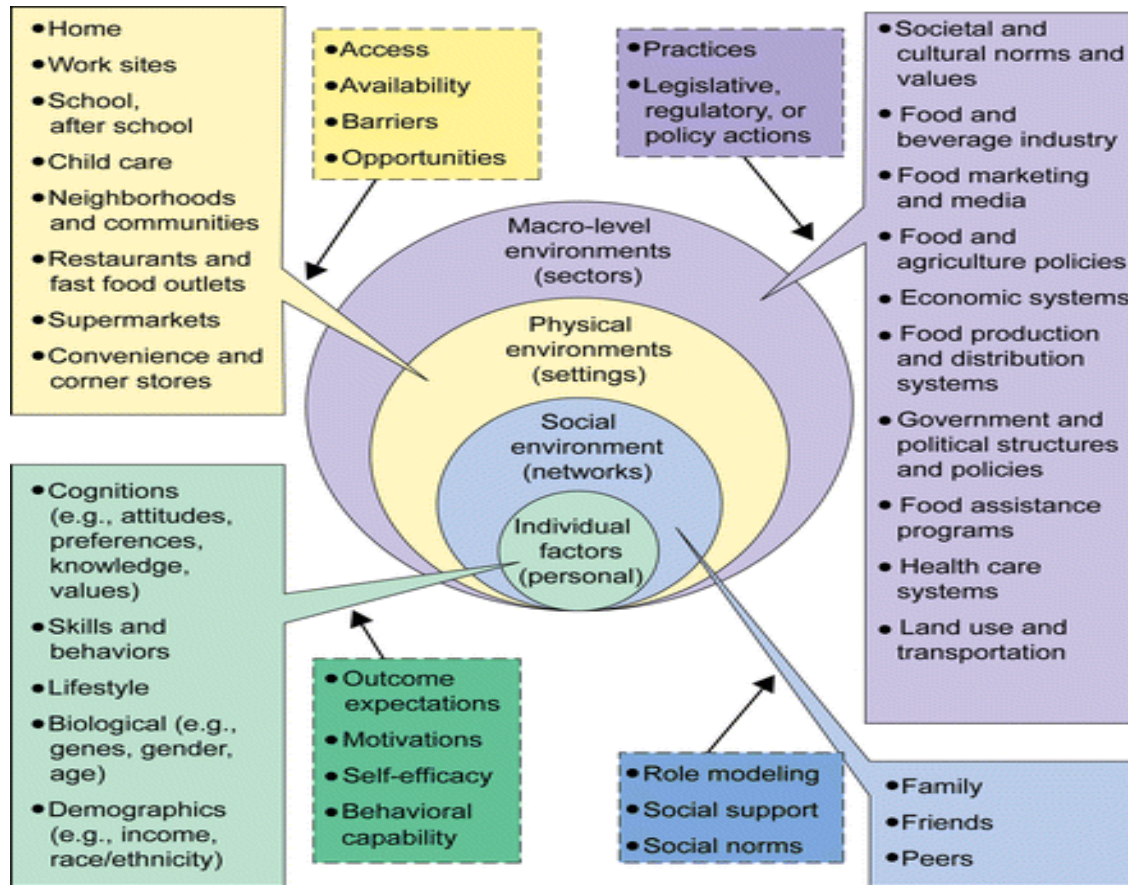 • Home
• Work sites
• School,
after school
• Child care
• Neighborhoods
and communities
• Restaurants and
fast food outlets
• Supermarkets
• Convenience and
corner stores
• Access
• Availability
• Barriers
• Opportunities
• Practices
• Legislative,
regulatory, or
policy actions
• Societal and
cultural norms and
values
• Food and
beverage industry
• Food marketing
and media
• Food and
agriculture policies
• Economic systems
• Food production
and distribution
systems
• Government and
political structures
and policies
• Food assistance
programs
• Health care
systems
• Land use and
transportation
Macro-level
environments
(sectors)
Physical
environments
(settings)
Social
environment
(networks)
Individual
factors
(personal)
• Cognitions
(e.g., attitudes,
preferences,
knowledge,
values)
• Skills and
behaviors
• Lifestyle
• Biological (e.g.,
genes, gender,
age)
• Demographics
(e.g., income,
race/ethnicity)
• Outcome
expectations
• Motivations
• Self-efficacy
• Behavioral
capability
• Role modeling
• Social support
• Social norms
• Family
• Friends
• Peers